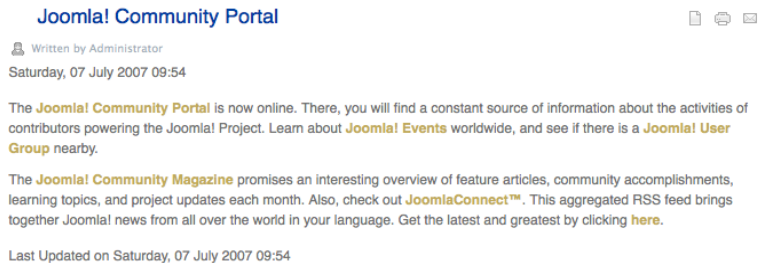 Joomla! Community Portal
Written by Administrator
Saturday, 07 July 2007 09:54
The Joomla! Community Portal is now online. There, you will find a constant source of information about the activities of
contributors powering the Joomla! Project. Learn about Joomla! Events worldwide, and see if there is a Joomla! User
Group nearby.
The Joomla! Community Magazine promises an interesting overview of feature articles, community accomplishments,
learning topics, and project updates each month. Also, check out JoomlaConnect™. This aggregated RSS feed brings
together Joomla! news from all over the world in your language. Get the latest and greatest by clicking here.
Last Updated on Saturday, 07 July 2007 09:54